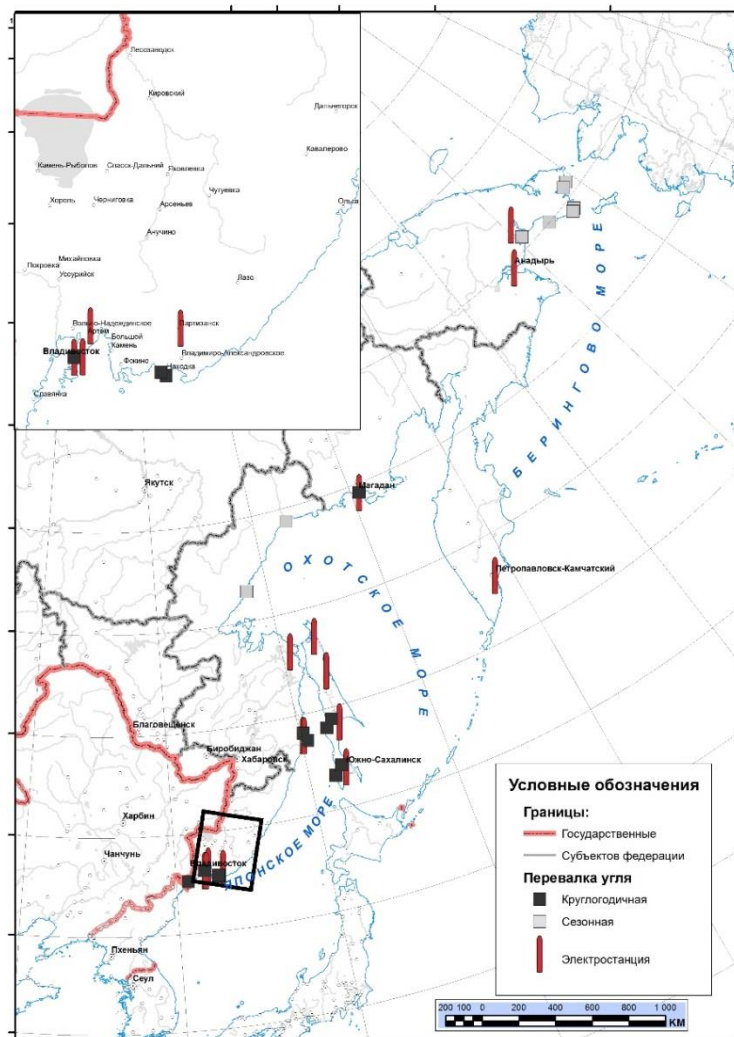 Лесозаводск
Кировский
Дальнегорск
Кавалерово
Камень-Рыболов
Спасск-Дальний
Яковлевка
Чугуевка
Хороль
Черниговка
Арсеньев
Ольга
Анучино
Михайловка
Покровка
Уссурийск
Лазо
Вольно-Надеждинское
Партизанск
Артем
Большой
Камень
Владивосток
Фокино
Владимиро-Александровское
Находка
Славянка
Анадырь
БЕРИНГОВО МОРЕ
Якутск
Магадан
ОХОТСКОЕ МОРЕ
Петропавловск-Камчатский
Благовещенск
Биробиджан
Хабаровск
Южно-Сахалинск
Харбин
Чанчунь
Владивосток
ЯПОНСКОЕ МОРЕ
Пхеньян
Сеул
Условные обозначения
Границы:
Государственные
Субъектов федерации
Перевалка угля
Круглогодичная
Сезонная
Электростанция
200 100 0 200 400 600 800 1 000
KM